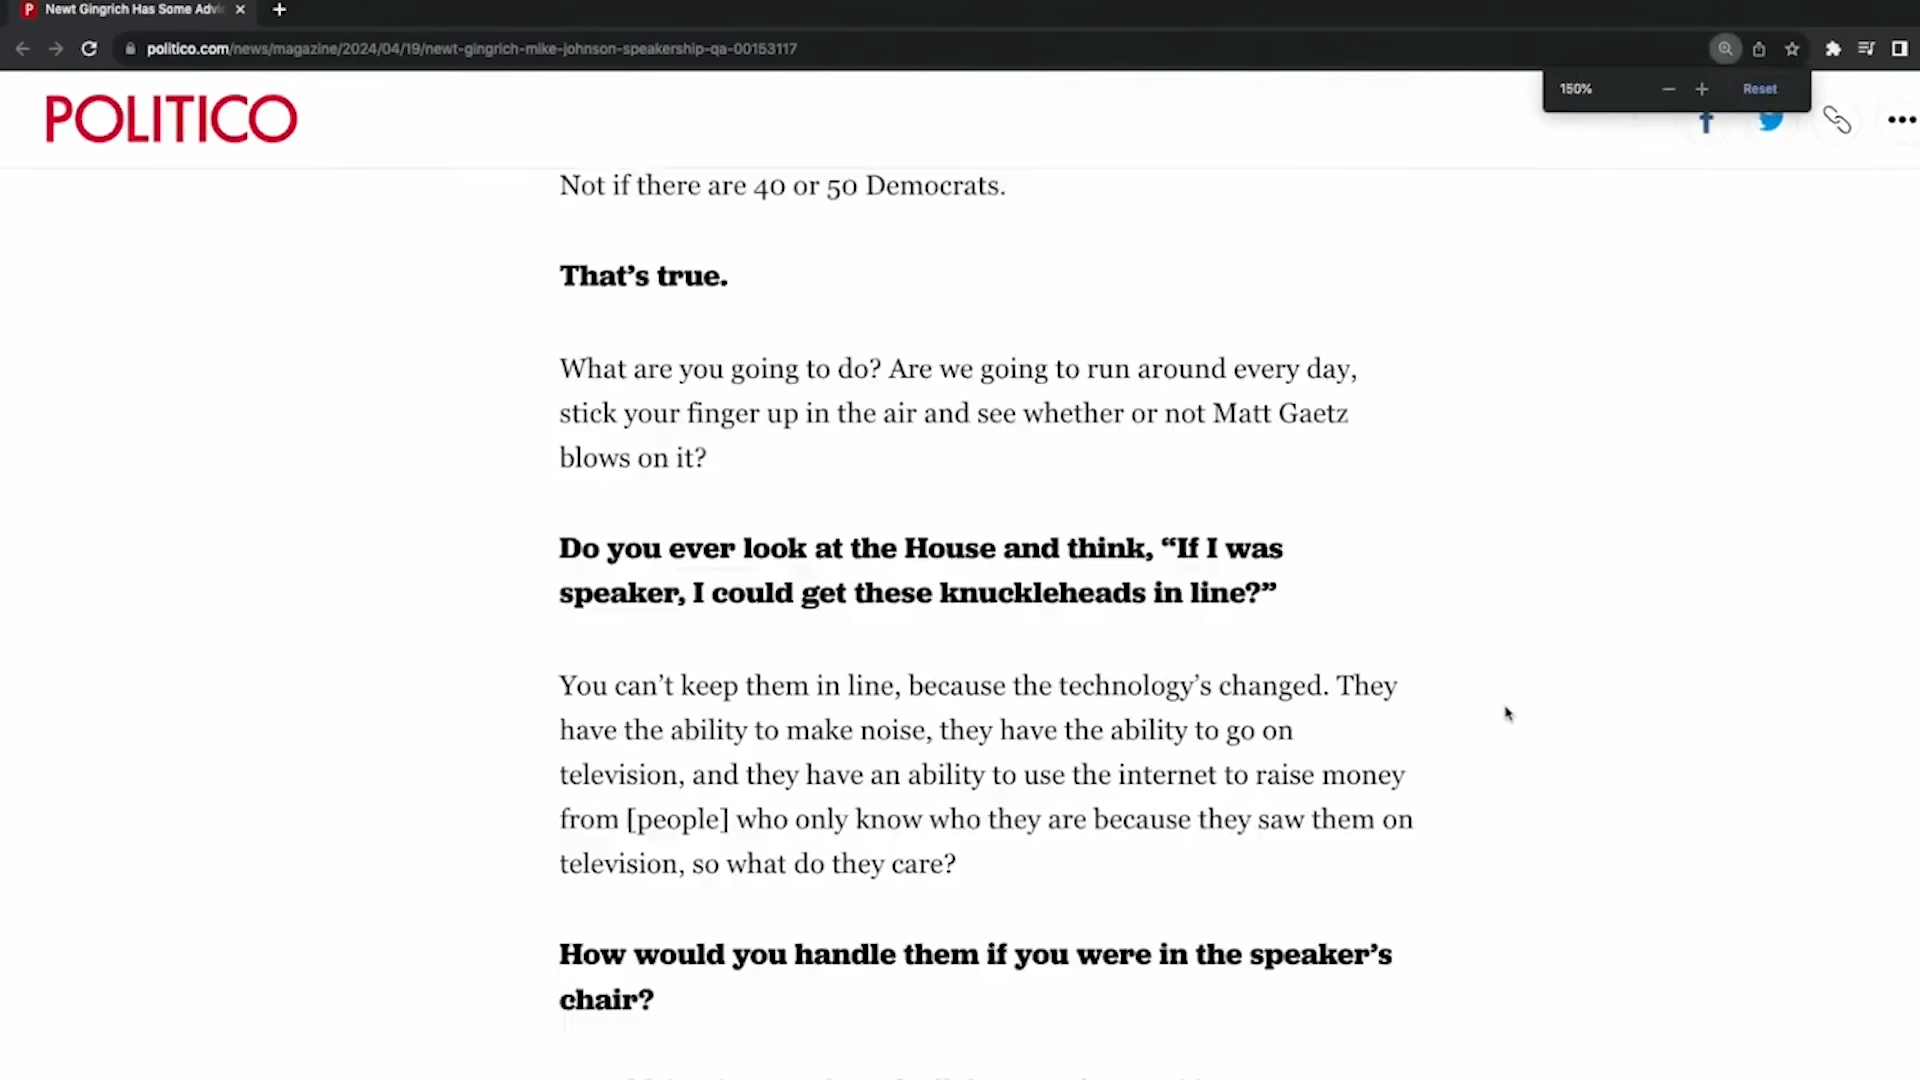 Newt Gingrich Has Some Advi
politico.com/news/magazine/2024/04/19/newt-gingrich-mike-johnson-speakership-qa-00153117
150%
Reset
POLITICO
Not if there are 40 or 50 Democrats.
That’s true.
What are you going to do? Are we going to run around every day,
stick your finger up in the air and see whether or not Matt Gaetz
blows on it?
Do you ever look at the House and think, “If I was
speaker, I could get these knuckleheads in line?”
You can’t keep them in line, because the technology’s changed. They
have the ability to make noise, they have the ability to go on
television, and they have an ability to use the internet to raise money
from [people] who only know who they are because they saw them on
television, so what do they care?
How would you handle them if you were in the speaker’s
chair?